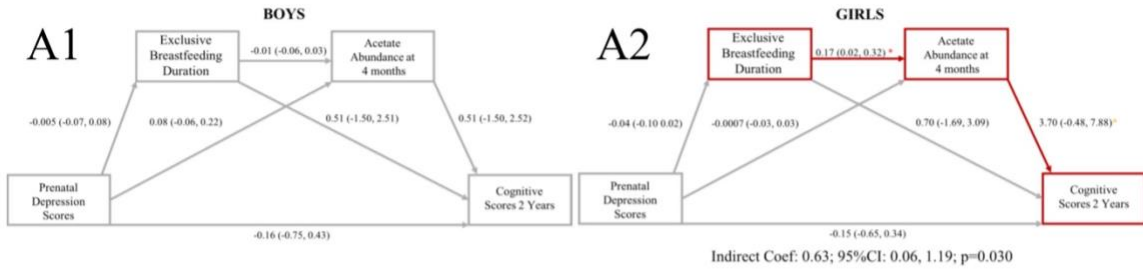 BOYS
A1
Exclusive
Breastfeeding
Duration
-0.01 (-0.06, 0.03)
Acetate
Abundance at
4 months
-0.005 (-0.07, 0.08)
0.08 (-0.06, 0.22)
0.51 (-1.50, 2.51)
0.51 (-1.50, 2.52)
Prenatal
Depression
Scores
Cognitive
Scores 2 Years
-0.16 (-0.75, 0.43)
GIRLS
A2
Exclusive
Breastfeeding
Duration
0.17 (0.02, 0.32) *
Acetate
Abundance at
4 months
-0.04 (-0.10 0.02)
-0.0007 (-0.03, 0.03)
0.70 (-1.69, 3.09)
3.70 (-0.48, 7.88)*
Prenatal
Depression
Scores
Cognitive
Scores 2 Years
-0.15 (-0.65, 0.34)
Indirect Coef: 0.63; 95%CI: 0.06, 1.19; p=0.030